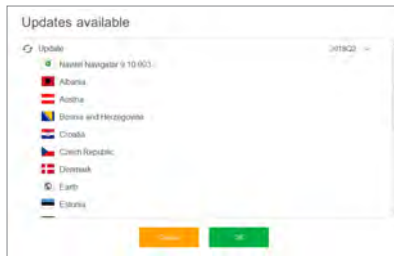 Updates available
Update 2019Q2
Navitel Navigator 9.10.603...
Albania
Austria
Bosnia and Herzegovina
Croatia
Czech Republic
Denmark
Earth
Estonia
Cancel OK